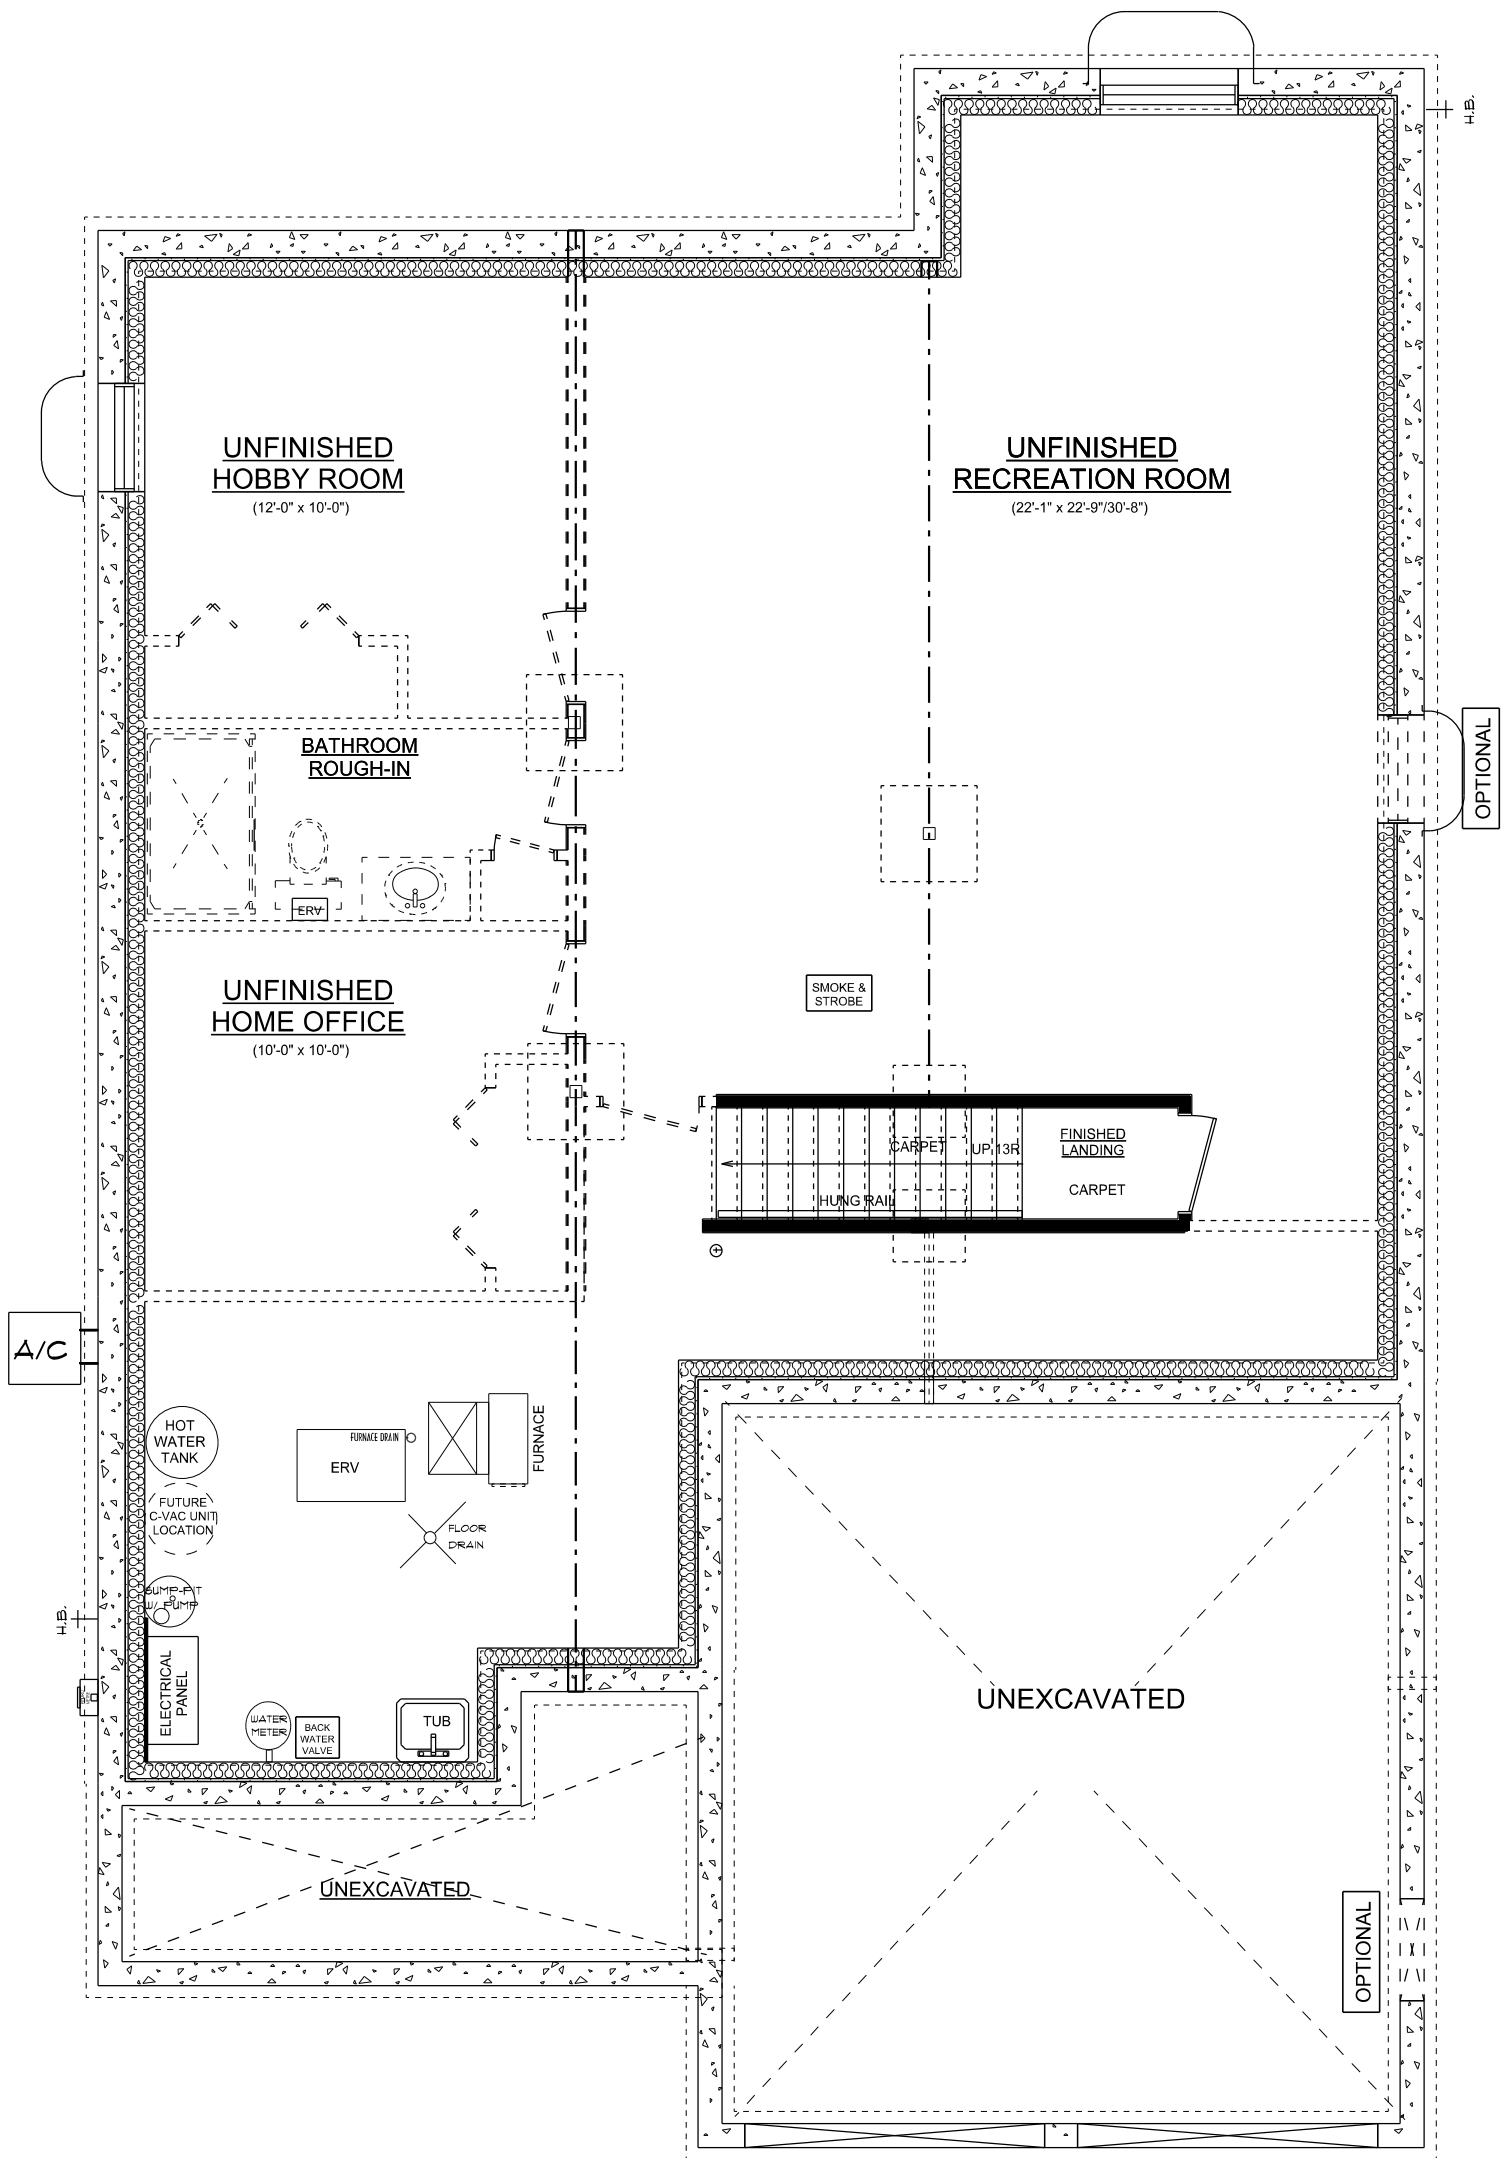 H.B.
UNFINISHED
HOBBY ROOM
(12'-0" x 10'-0")
UNFINISHED
RECREATION ROOM
(22'-1" x 22'-9"/30'-8")
OPTIONAL
BATHROOM
ROUGH-IN
ERV
UNFINISHED
HOME OFFICE
(10'-0" x 10'-0")
SMOKE &
STROBE
CARPET
UP 13R
HUNG RAIL
FINISHED
LANDING
CARPET
A/C
HOT
WATER
TANK
FURNACE DRAIN
ERV
FURNACE
FUTURE
C-VAC UNIT
LOCATION
FLOOR
DRAIN
SUMP-PIT
W/ PUMP
H.B.
ELECTRICAL
PANEL
WATER
METER
BACK
WATER
VALVE
TUB
UNEXCAVATED
UNEXCAVATED
OPTIONAL